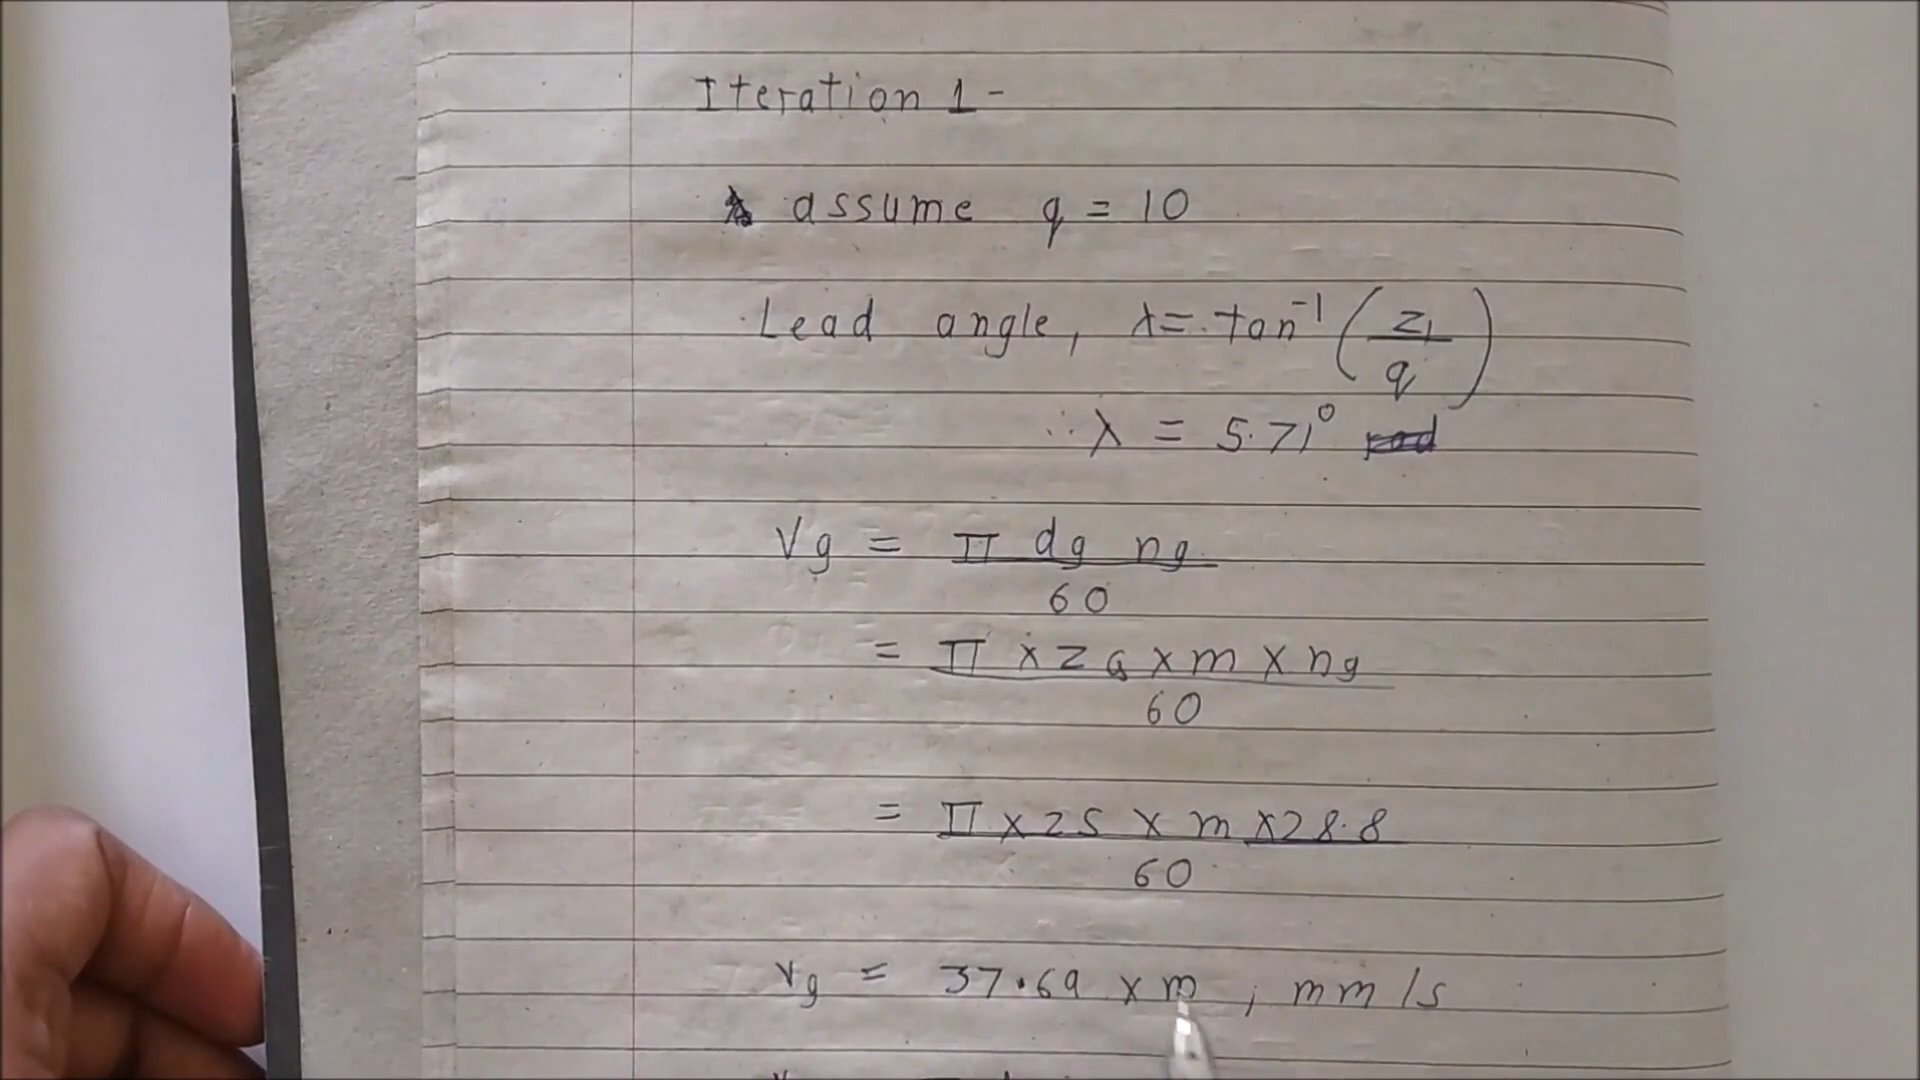 Iteration 1 -
assume q = 10
Lead angle, λ = tan⁻¹ (z₁ / q)
∴ λ = 5.71°
Vg = π dg ng / 60
= π × zG × m × ng / 60
= π × 25 × m × 28.8 / 60
Vg = 37.69 × m , mm/s